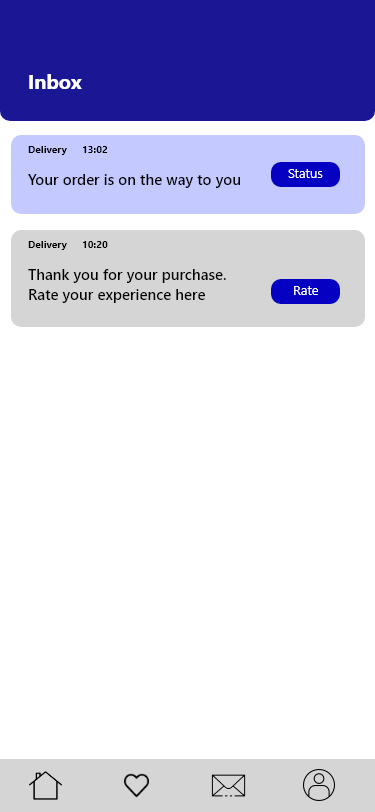 Inbox
Delivery 13:02
Your order is on the way to you
Status
Delivery 10:20
Thank you for your purchase.
Rate your experience here
Rate